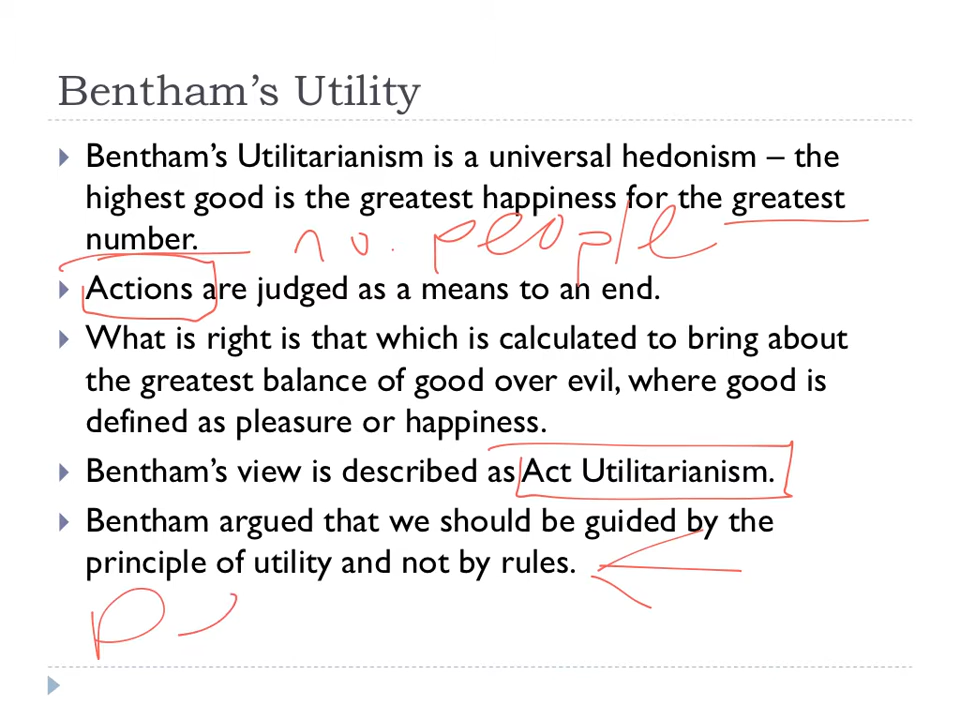 Bentham's Utility
Bentham's Utilitarianism is a universal hedonism – the
highest good is the greatest happiness for the greatest
number.
no. people
Actions are judged as a means to an end.
What is right is that which is calculated to bring about
the greatest balance of good over evil, where good is
defined as pleasure or happiness.
Bentham's view is described as Act Utilitarianism.
Bentham argued that we should be guided by the
principle of utility and not by rules.